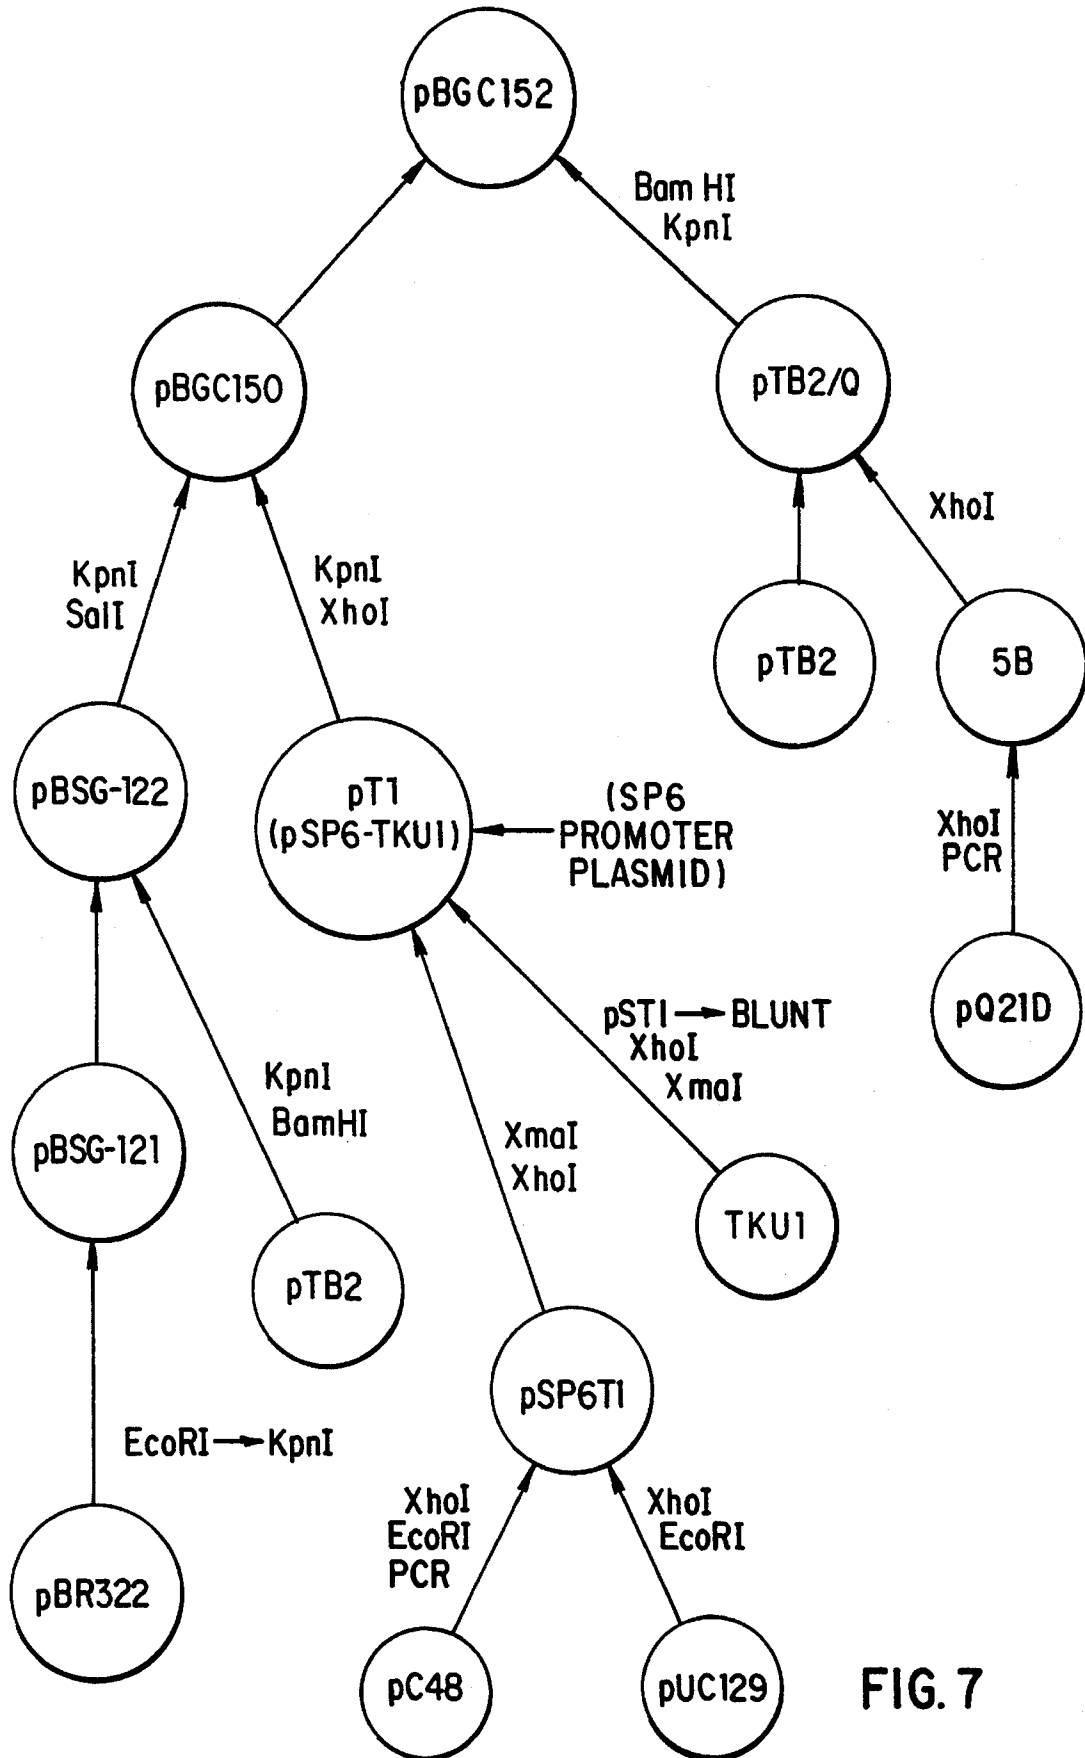 pBGC152
Bam HI
KpnI
pBGC150
pTB2/Q
XhoI
KpnI
SalI
KpnI
XhoI
pTB2
5B
pBSG-122
pT1
(pSP6-TKU1)
(SP6
PROMOTER
PLASMID)
XhoI
PCR
pQ21D
pSTI→BLUNT
XhoI
XmaI
KpnI
BamHI
pBSG-121
XmaI
XhoI
TKU1
pTB2
pSP6T1
EcoRI→KpnI
XhoI
EcoRI
PCR
XhoI
EcoRI
pBR322
pC48
pUC129
FIG. 7